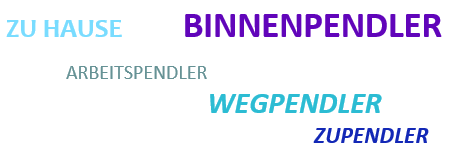 ZU HAUSE BINNENPENDLER
ARBEITSPENDLER
WEGPENDLER
ZUPENDLER